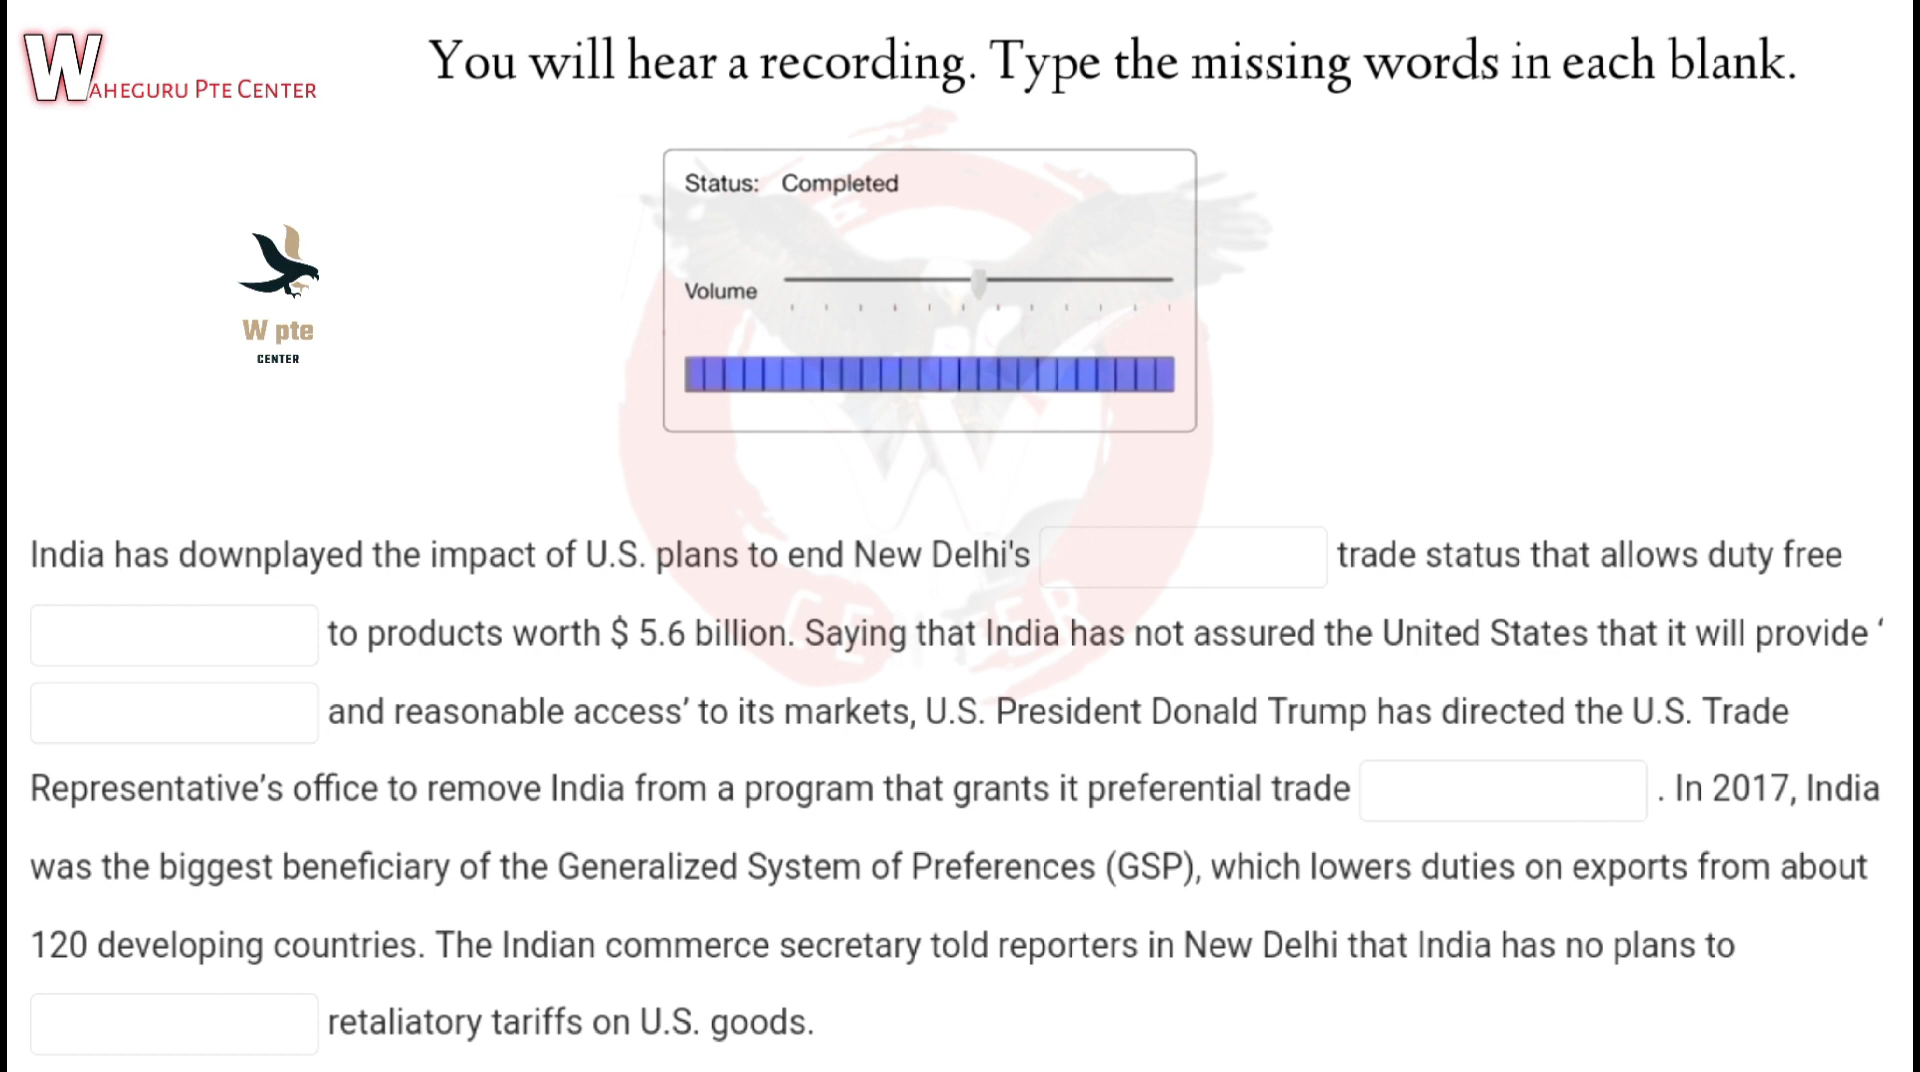 WAHEGURU PTE CENTER
You will hear a recording. Type the missing words in each blank.
Status: Completed
Volume
W pte
CENTER
India has downplayed the impact of U.S. plans to end New Delhi's trade status that allows duty free
to products worth $ 5.6 billion. Saying that India has not assured the United States that it will provide ‘
and reasonable access’ to its markets, U.S. President Donald Trump has directed the U.S. Trade
Representative’s office to remove India from a program that grants it preferential trade . In 2017, India
was the biggest beneficiary of the Generalized System of Preferences (GSP), which lowers duties on exports from about
120 developing countries. The Indian commerce secretary told reporters in New Delhi that India has no plans to
retaliatory tariffs on U.S. goods.
CENTER